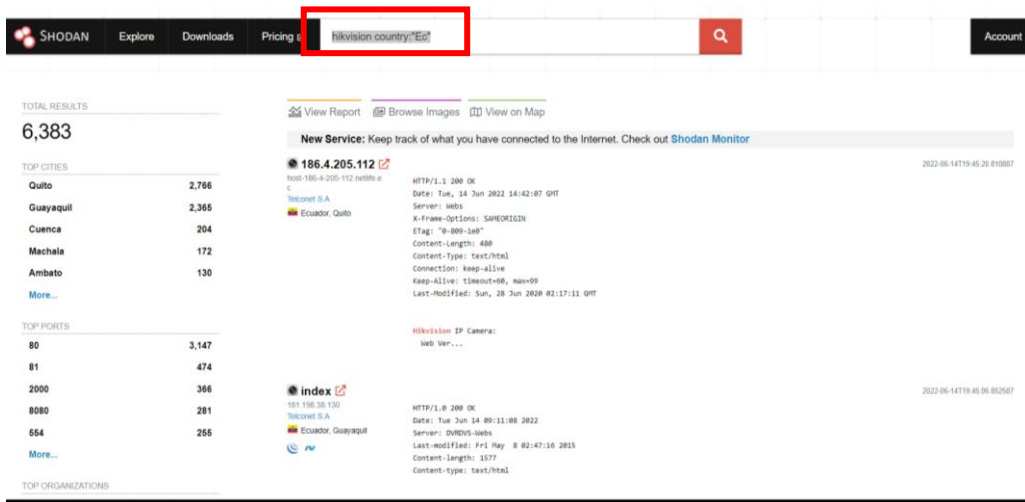 SHODAN Explore Downloads Pricing hikvision country:"Ec" Account
TOTAL RESULTS
6,383
TOP CITIES
Quito 2,766
Guayaquil 2,365
Cuenca 204
Machala 172
Ambato 130
More...
TOP PORTS
80 3,147
81 474
2000 366
8080 281
554 255
More...
TOP ORGANIZATIONS
View Report Browse Images View on Map
New Service: Keep track of what you have connected to the Internet. Check out Shodan Monitor
186.4.205.112
2022-06-14T19:45:20.810887
host-186-4-205-112.netlife.e
c
Telconet S.A
Ecuador, Quito
HTTP/1.1 200 OK
Date: Tue, 14 Jun 2022 14:42:07 GMT
Server: Webs
X-Frame-Options: SAMEORIGIN
ETag: "0-809-1e0"
Content-Length: 480
Content-Type: text/html
Connection: keep-alive
Keep-Alive: timeout=60, max=99
Last-Modified: Sun, 28 Jun 2020 02:17:11 GMT
Hikvision IP Camera:
Web Ver...
index
2022-06-14T19:45:06.852587
Telconet S.A
Ecuador, Guayaquil
HTTP/1.0 200 OK
Date: Tue Jun 14 09:11:08 2022
Server: DVRDVS-Webs
Last-modified: Fri May 8 02:47:16 2015
Content-length: 1577
Content-type: text/html